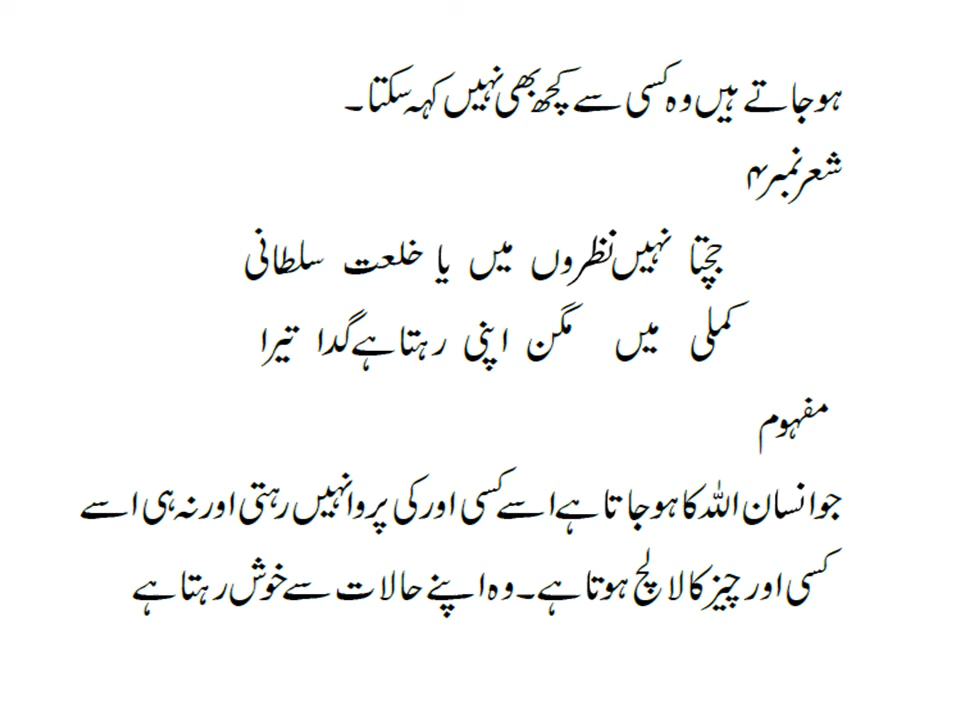 ہوجاتے ہیں وہ کسی سے کچھ بھی نہیں کہہ سکتا۔
شعر نمبر ۴
جچتا نہیں نظروں میں یا خلعت سلطانی
کملی میں مگن اپنی رہتا ہے گدا تیرا
مفہوم
جو انسان اللہ کا ہو جاتا ہے اسے کسی اور کی پروا نہیں رہتی اور نہ ہی اسے
کسی اور چیز کا لالچ ہوتا ہے۔ وہ اپنے حالات سے خوش رہتا ہے